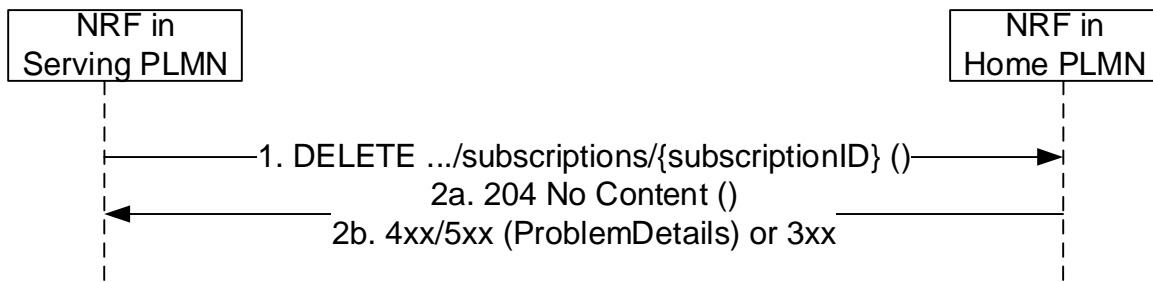 NRF in
Serving PLMN
NRF in
Home PLMN
1. DELETE .../subscriptions/{subscriptionID} ()
2a. 204 No Content ()
2b. 4xx/5xx (ProblemDetails) or 3xx